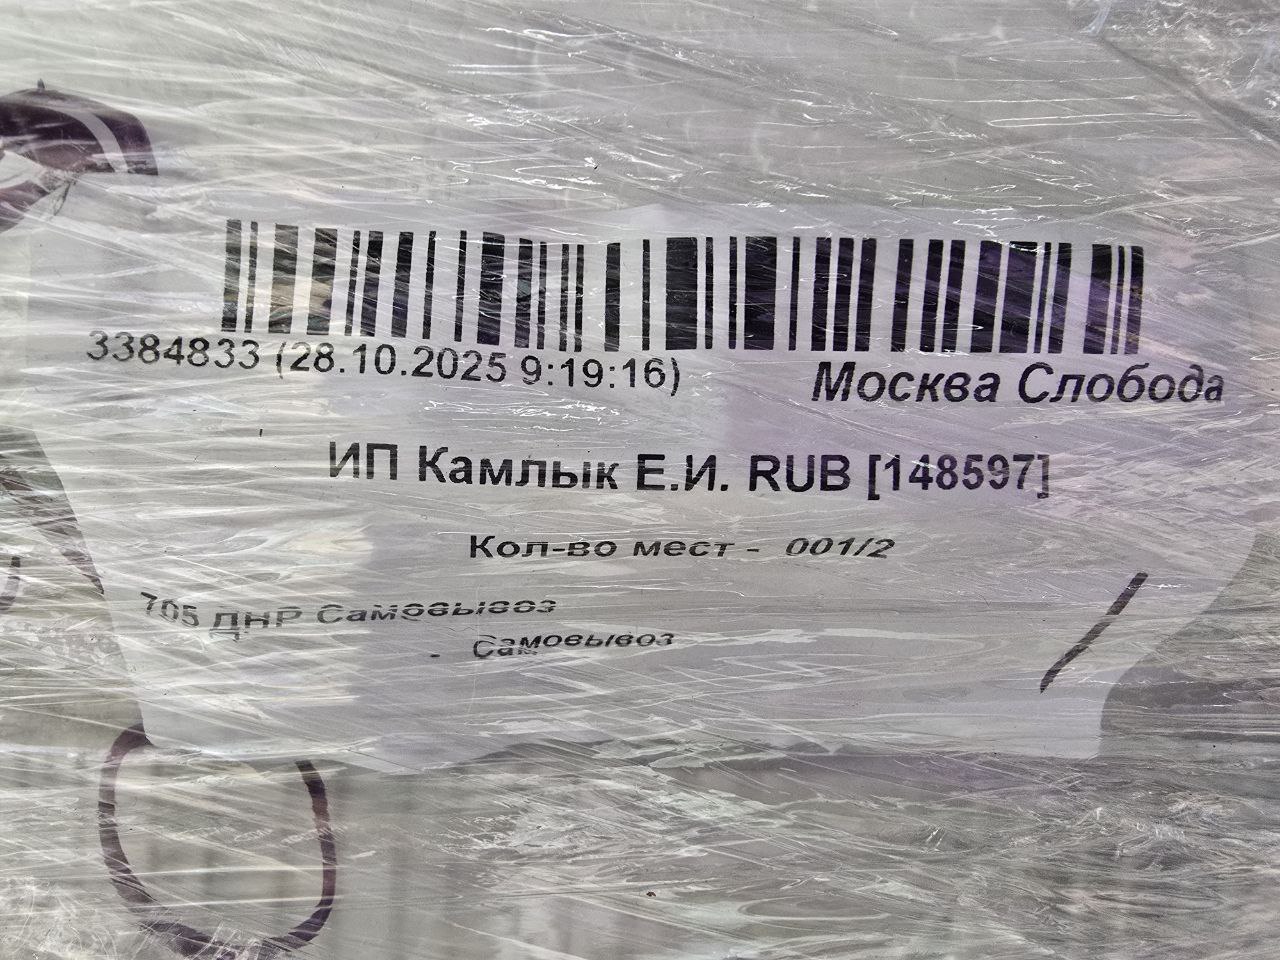 3384833 (28.10.2025 9:19:16) Москва Слобода
ИП Камлык Е.И. RUB [148597]
Кол-во мест - 001/2
705 ДНР Самовывоз
- Самовывоз